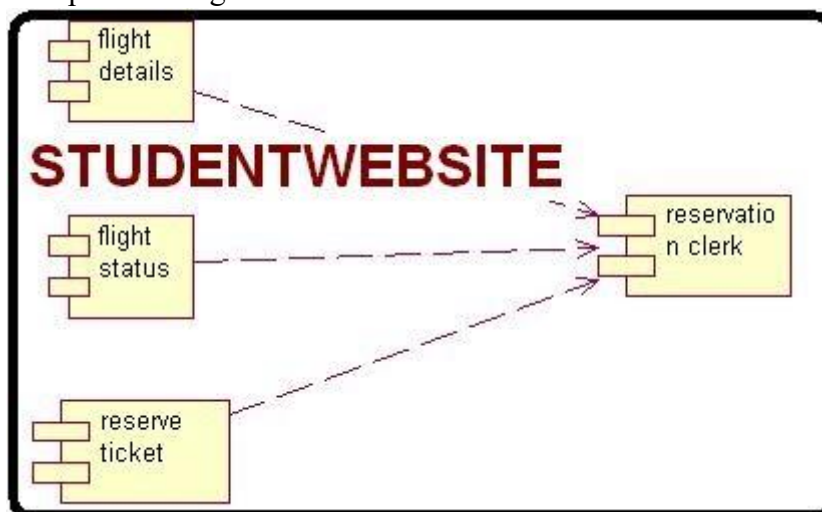 flight
details
STUDENTWEBSITE
flight
status
reservatio
n clerk
reserve
ticket